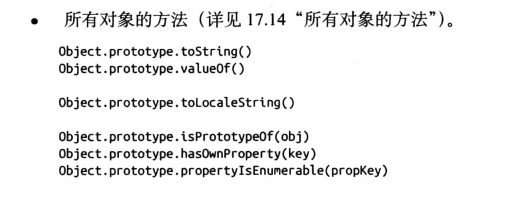 • 所有对象的方法（详见 17.14“所有对象的方法”）。
Object.prototype.toString()
Object.prototype.valueOf()
Object.prototype.toLocaleString()
Object.prototype.isPrototypeOf(obj)
Object.prototype.hasOwnProperty(key)
Object.prototype.propertyIsEnumerable(propKey)